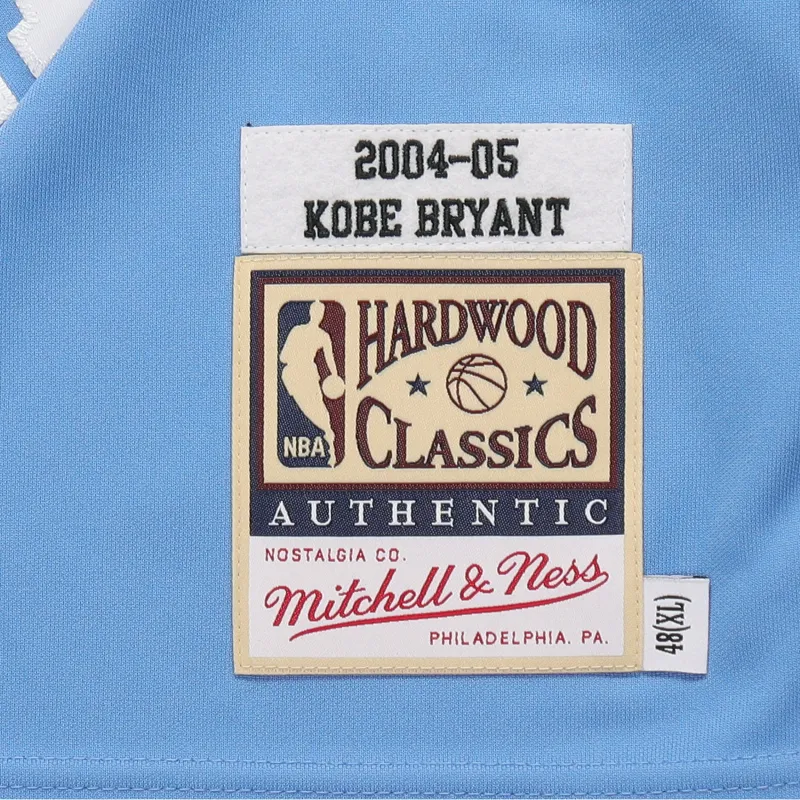 2004-05
KOBE BRYANT
HARDWOOD
CLASSICS
NBA
AUTHENTIC
NOSTALGIA CO.
Mitchell & Ness
PHILADELPHIA. PA.
48(XL)